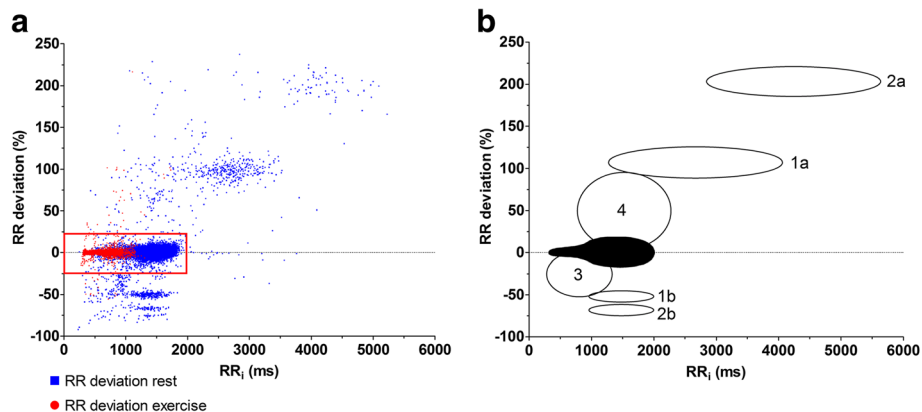 a
250
200
150
100
50
0
-50
-100
RR deviation (%)
0 1000 2000 3000 4000 5000 6000
RRi (ms)
RR deviation rest
RR deviation exercise
b
250
200
150
100
50
0
-50
-100
RR deviation (%)
2a
1a
4
3
1b
2b
0 1000 2000 3000 4000 5000 6000
RRi (ms)